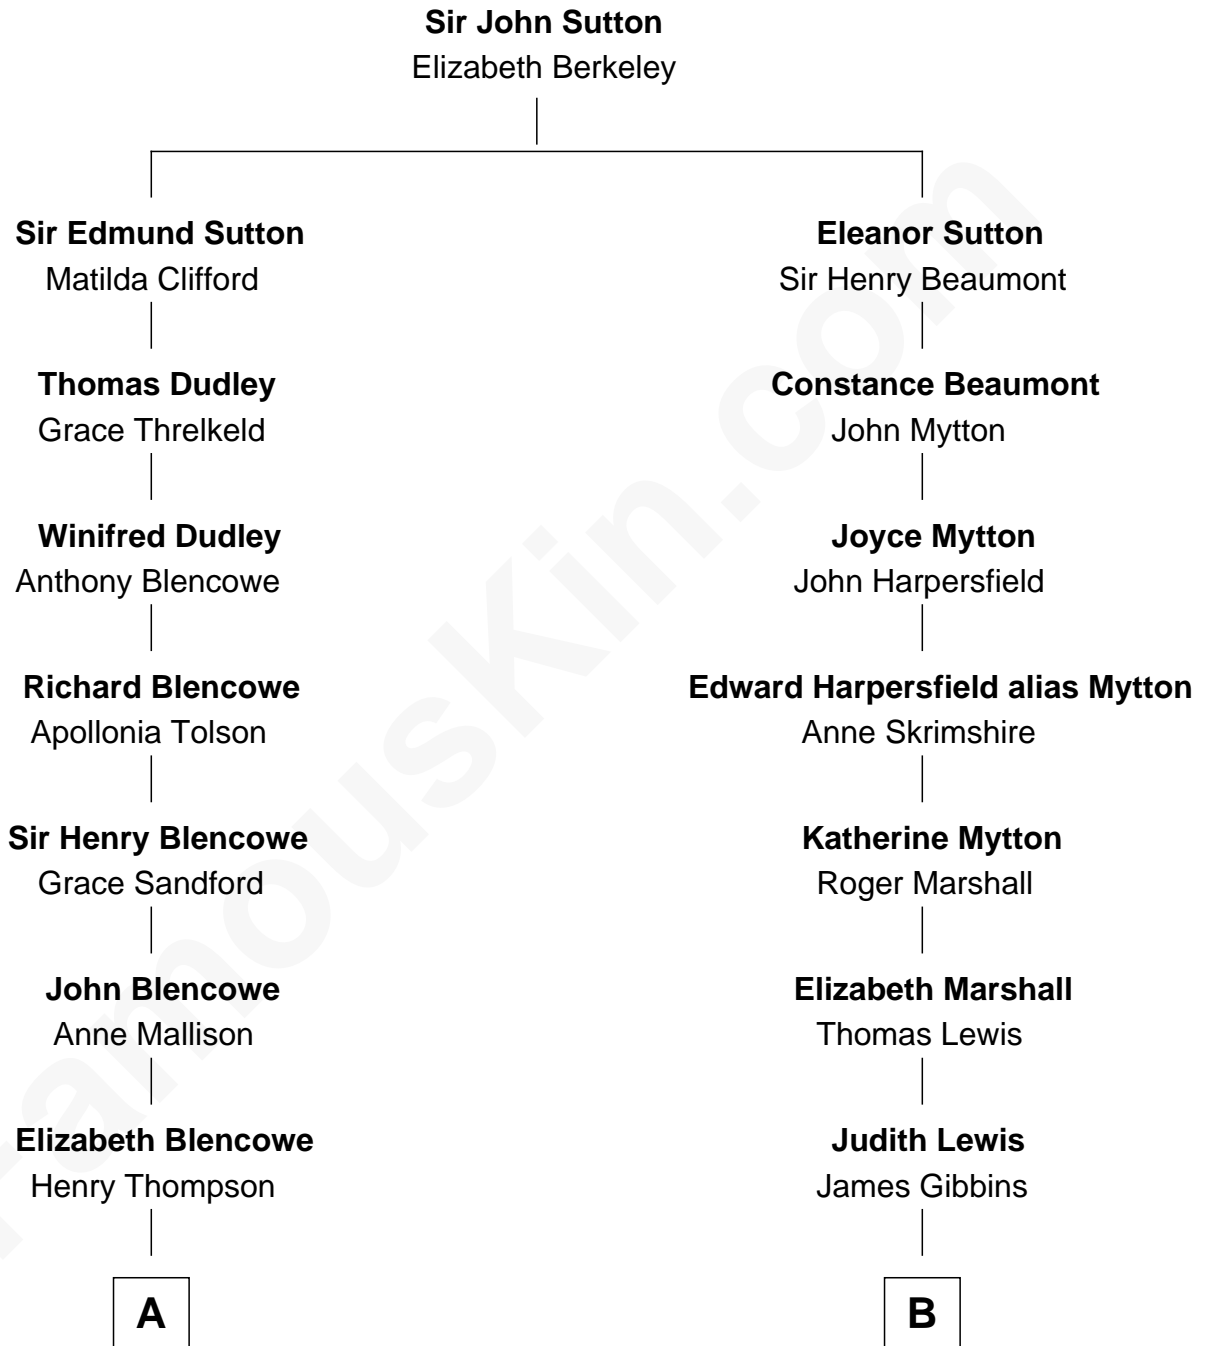 Sir John Sutton
Elizabeth Berkeley
Sir Edmund Sutton
Matilda Clifford
Eleanor Sutton
Sir Henry Beaumont
Thomas Dudley
Grace Threlkeld
Constance Beaumont
John Mytton
Winifred Dudley
Anthony Blencowe
Joyce Mytton
John Harpersfield
Richard Blencowe
Apollonia Tolson
Edward Harpersfield alias Mytton
Anne Skrimshire
Sir Henry Blencowe
Grace Sandford
Katherine Mytton
Roger Marshall
John Blencowe
Anne Mallison
Elizabeth Marshall
Thomas Lewis
Elizabeth Blencowe
Henry Thompson
Judith Lewis
James Gibbins
A
B
FamousKin.com